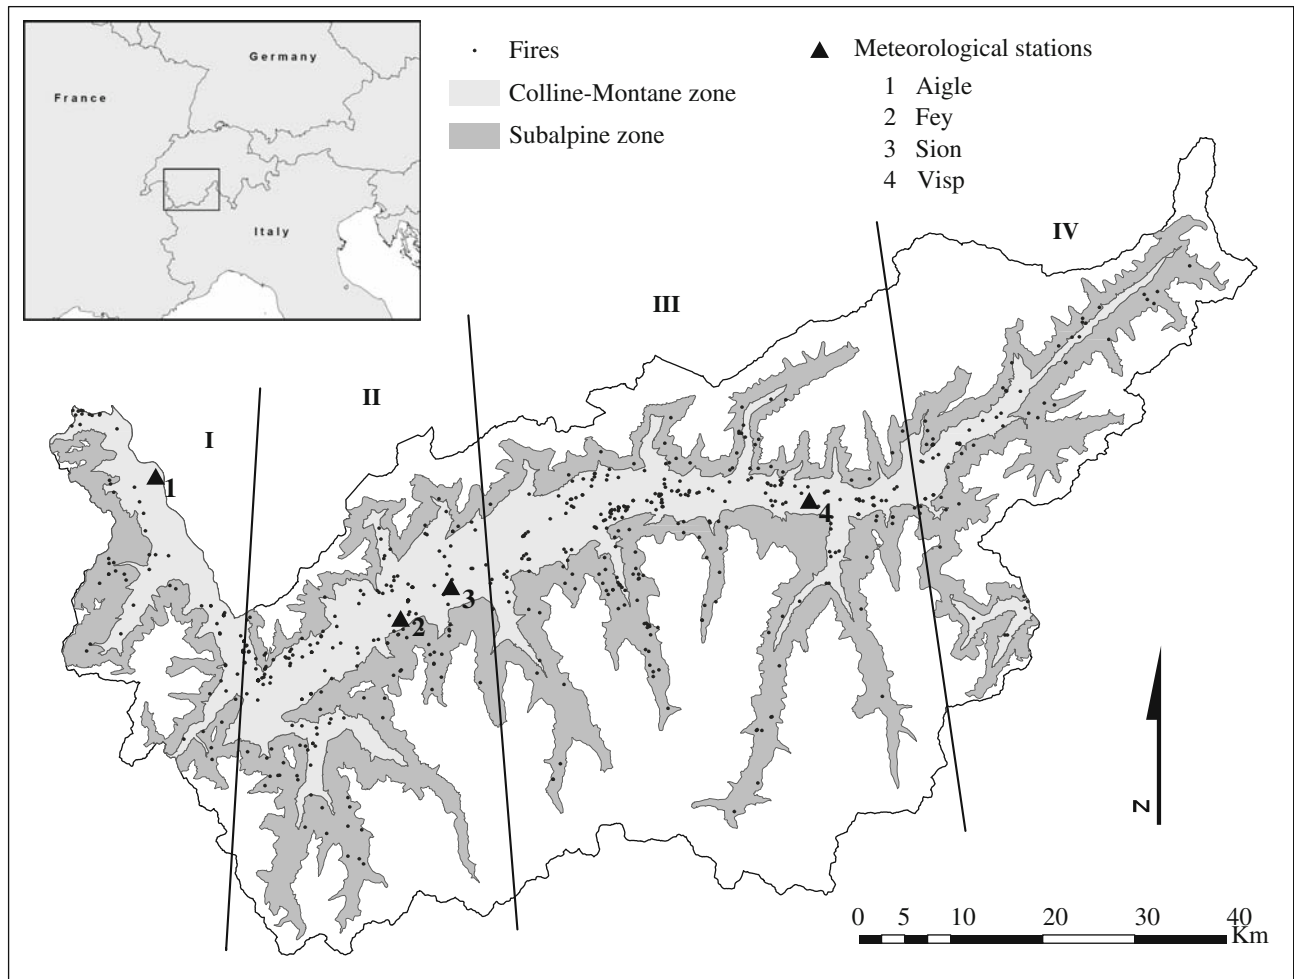 Germany
France
Italy
Fires
Colline-Montane zone
Subalpine zone
Meteorological stations
1 Aigle
2 Fey
3 Sion
4 Visp
I
II
III
IV
1
2
3
4
N
0 5 10 20 30 40
Km